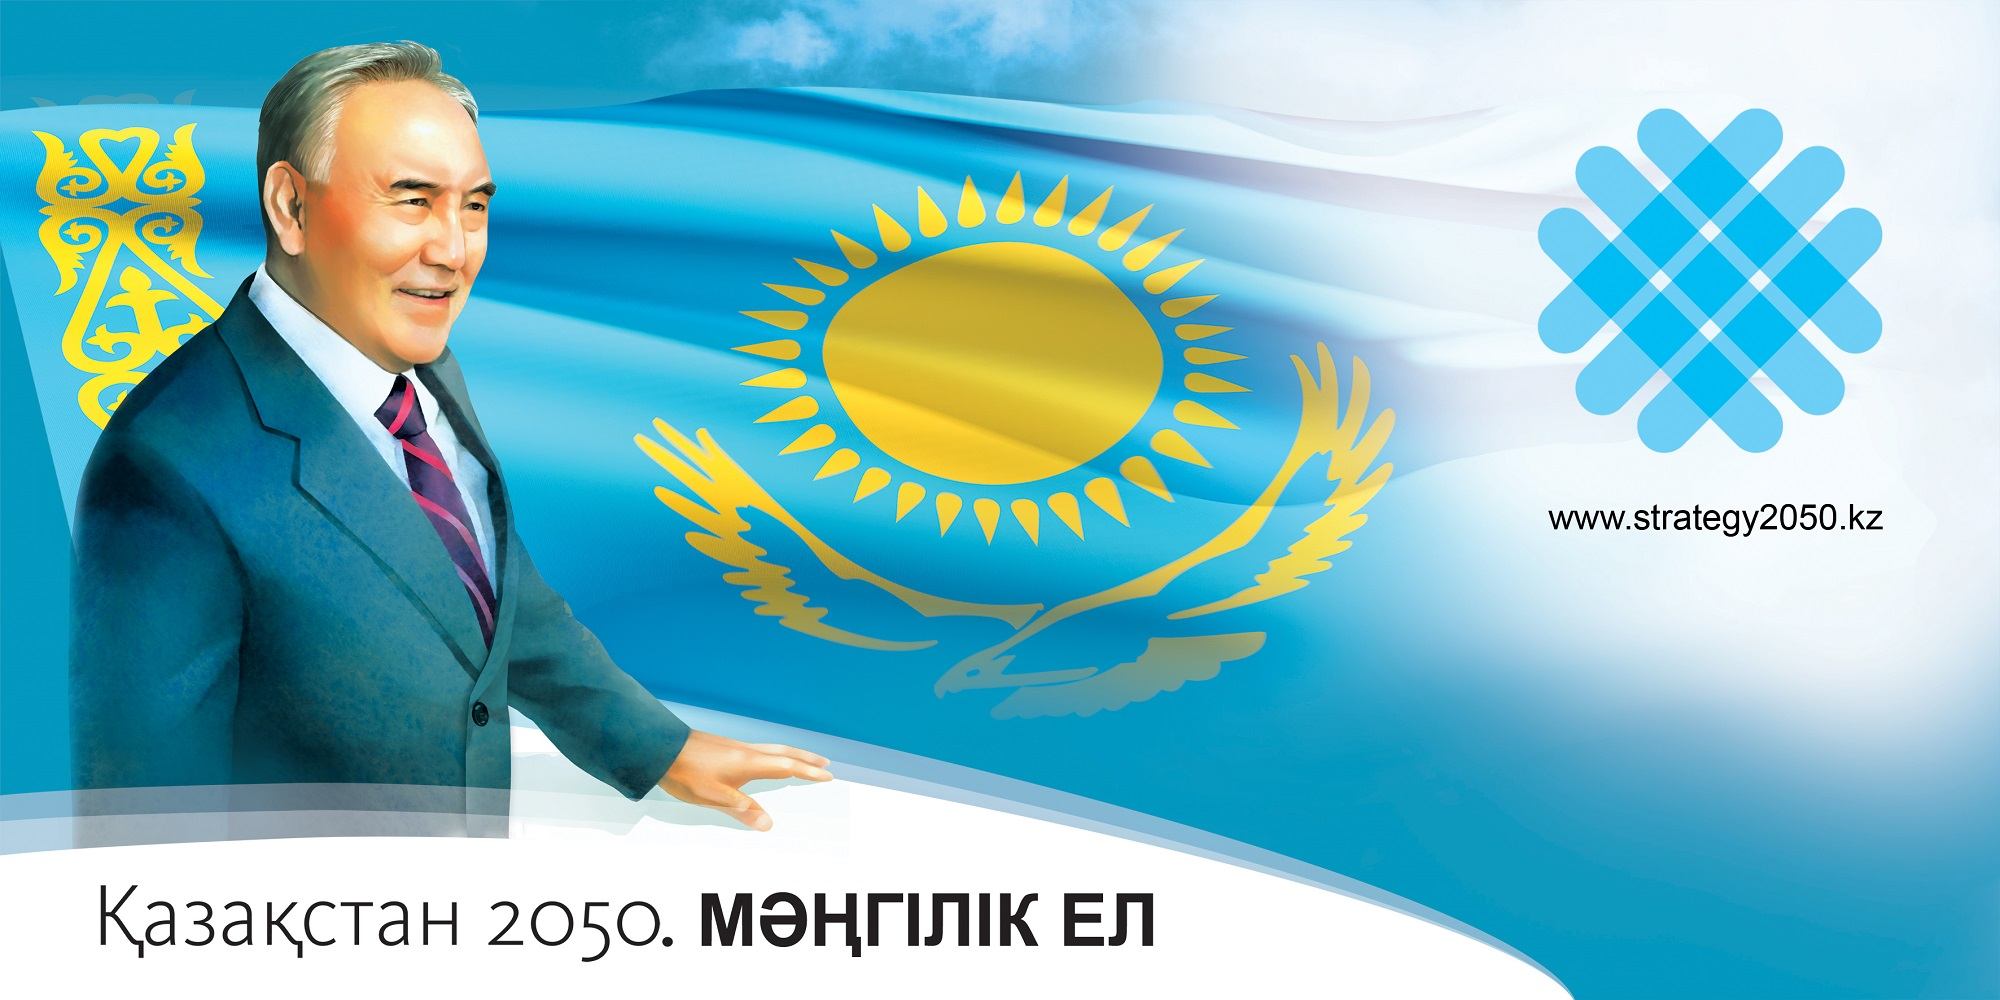 www.strategy2050.kz
Қазақстан 2050. МӘҢГІЛІК ЕЛ